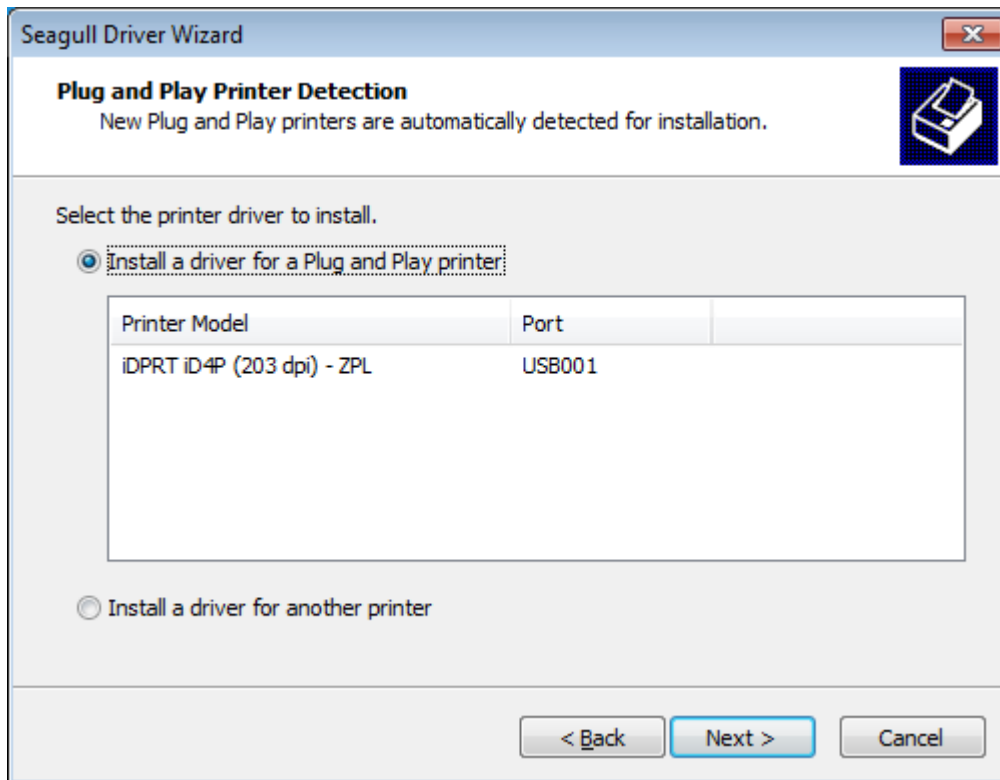 Seagull Driver Wizard
Plug and Play Printer Detection
New Plug and Play printers are automatically detected for installation.
Select the printer driver to install.
Install a driver for a Plug and Play printer
Printer Model Port
iDPRT iD4P (203 dpi) - ZPL USB001
Install a driver for another printer
< Back Next > Cancel